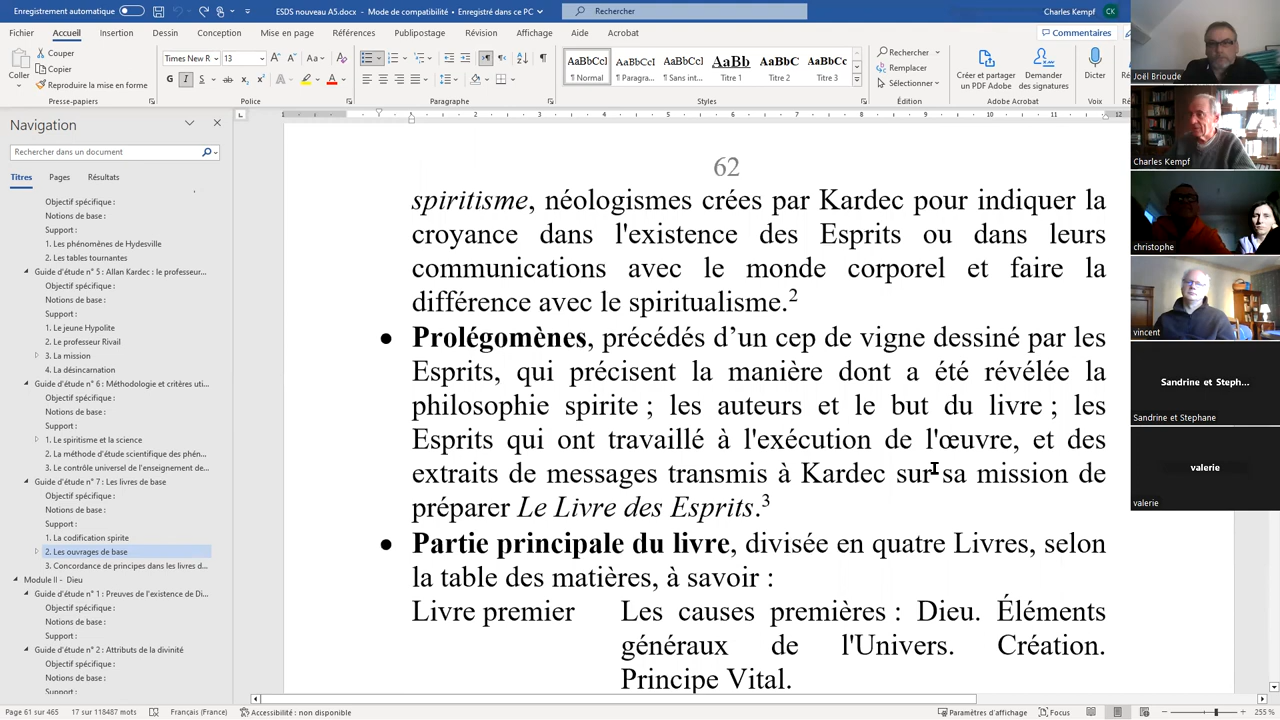 Enregistrement automatique
ESDS nouveau A5.docx - Mode de compatibilité • Enregistré dans ce PC
Rechercher
Charles Kempf
CK
Fichier Accueil Insertion Dessin Conception Mise en page Références Publipostage Révision Affichage Aide Acrobat
Commentaires
Coller
Couper
Copier
Reproduire la mise en forme
Presse-papiers
Times New R
13
G I S
Police
Paragraphe
AaBbCcI AaBbCcI AaBbCcI AaBb AaBbC AaBbCc
¶ Normal ¶ Paragra... ¶ Sans int... Titre 1 Titre 2 Titre 3
Styles
Rechercher
Remplacer
Sélectionner
Édition
Créer et partager un PDF Adobe
Demander des signatures
Adobe Acrobat
Dicter
Voix
Navigation
Rechercher dans un document
Titres Pages Résultats
Objectif spécifique :
Notions de base :
Support :
1. Les phénomènes de Hydesville
2. Les tables tournantes
Guide d'étude n° 5 : Allan Kardec : le professeur...
Objectif spécifique :
Notions de base :
Support :
1. Le jeune Hypolite
2. Le professeur Rivail
3. La mission
4. La désincarnation
Guide d'étude n° 6 : Méthodologie et critères uti...
Objectif spécifique :
Notions de base :
Support :
1. Le spiritisme et la science
2. La méthode d'étude scientifique des phén...
3. Le contrôle universel de l'enseignement de...
Guide d'étude n° 7 : Les livres de base
Objectif spécifique :
Notions de base :
Support :
1. La codification spirite
2. Les ouvrages de base
3. Concordance de principes dans les livres d...
Module II - Dieu
Guide d'étude n° 1 : Preuves de l'existence de Di...
Objectif spécifique :
Notions de base :
Support :
Guide d'étude n° 2 : Attributs de la divinité
Objectif spécifique :
Notions de base :
62
spiritisme, néologismes crées par Kardec pour indiquer la
croyance dans l'existence des Esprits ou dans leurs
communications avec le monde corporel et faire la
différence avec le spiritualisme.2
• Prolégomènes, précédés d’un cep de vigne dessiné par les
Esprits, qui précisent la manière dont a été révélée la
philosophie spirite ; les auteurs et le but du livre ; les
Esprits qui ont travaillé à l'exécution de l'œuvre, et des
extraits de messages transmis à Kardec sur sa mission de
préparer Le Livre des Esprits.3
• Partie principale du livre, divisée en quatre Livres, selon
la table des matières, à savoir :
Livre premier Les causes premières : Dieu. Éléments
généraux de l'Univers. Création.
Principe Vital.
Joël Brioude
Charles Kempf
christophe
vincent
Sandrine et Steph...
Sandrine et Stephane
valerie
valerie
Page 61 sur 465 17 sur 118487 mots Français (France) Accessibilité : non disponible
Paramètres d'affichage Focus 255 %